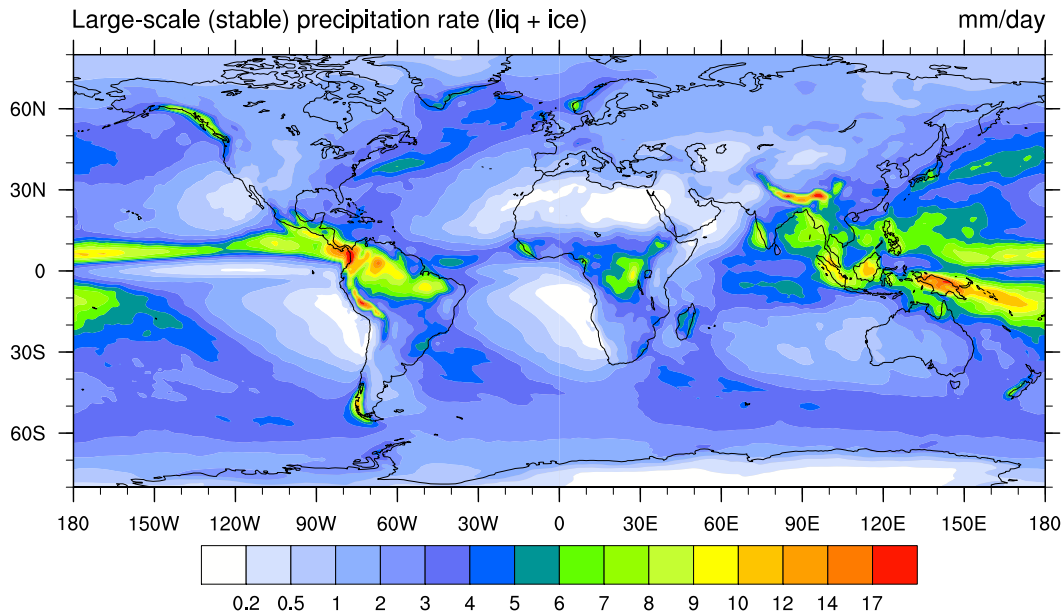 Large-scale (stable) precipitation rate (liq + ice) mm/day
60N
30N
0
30S
60S
180 150W 120W 90W 60W 30W 0 30E 60E 90E 120E 150E 180
0.2 0.5 1 2 3 4 5 6 7 8 9 10 12 14 17